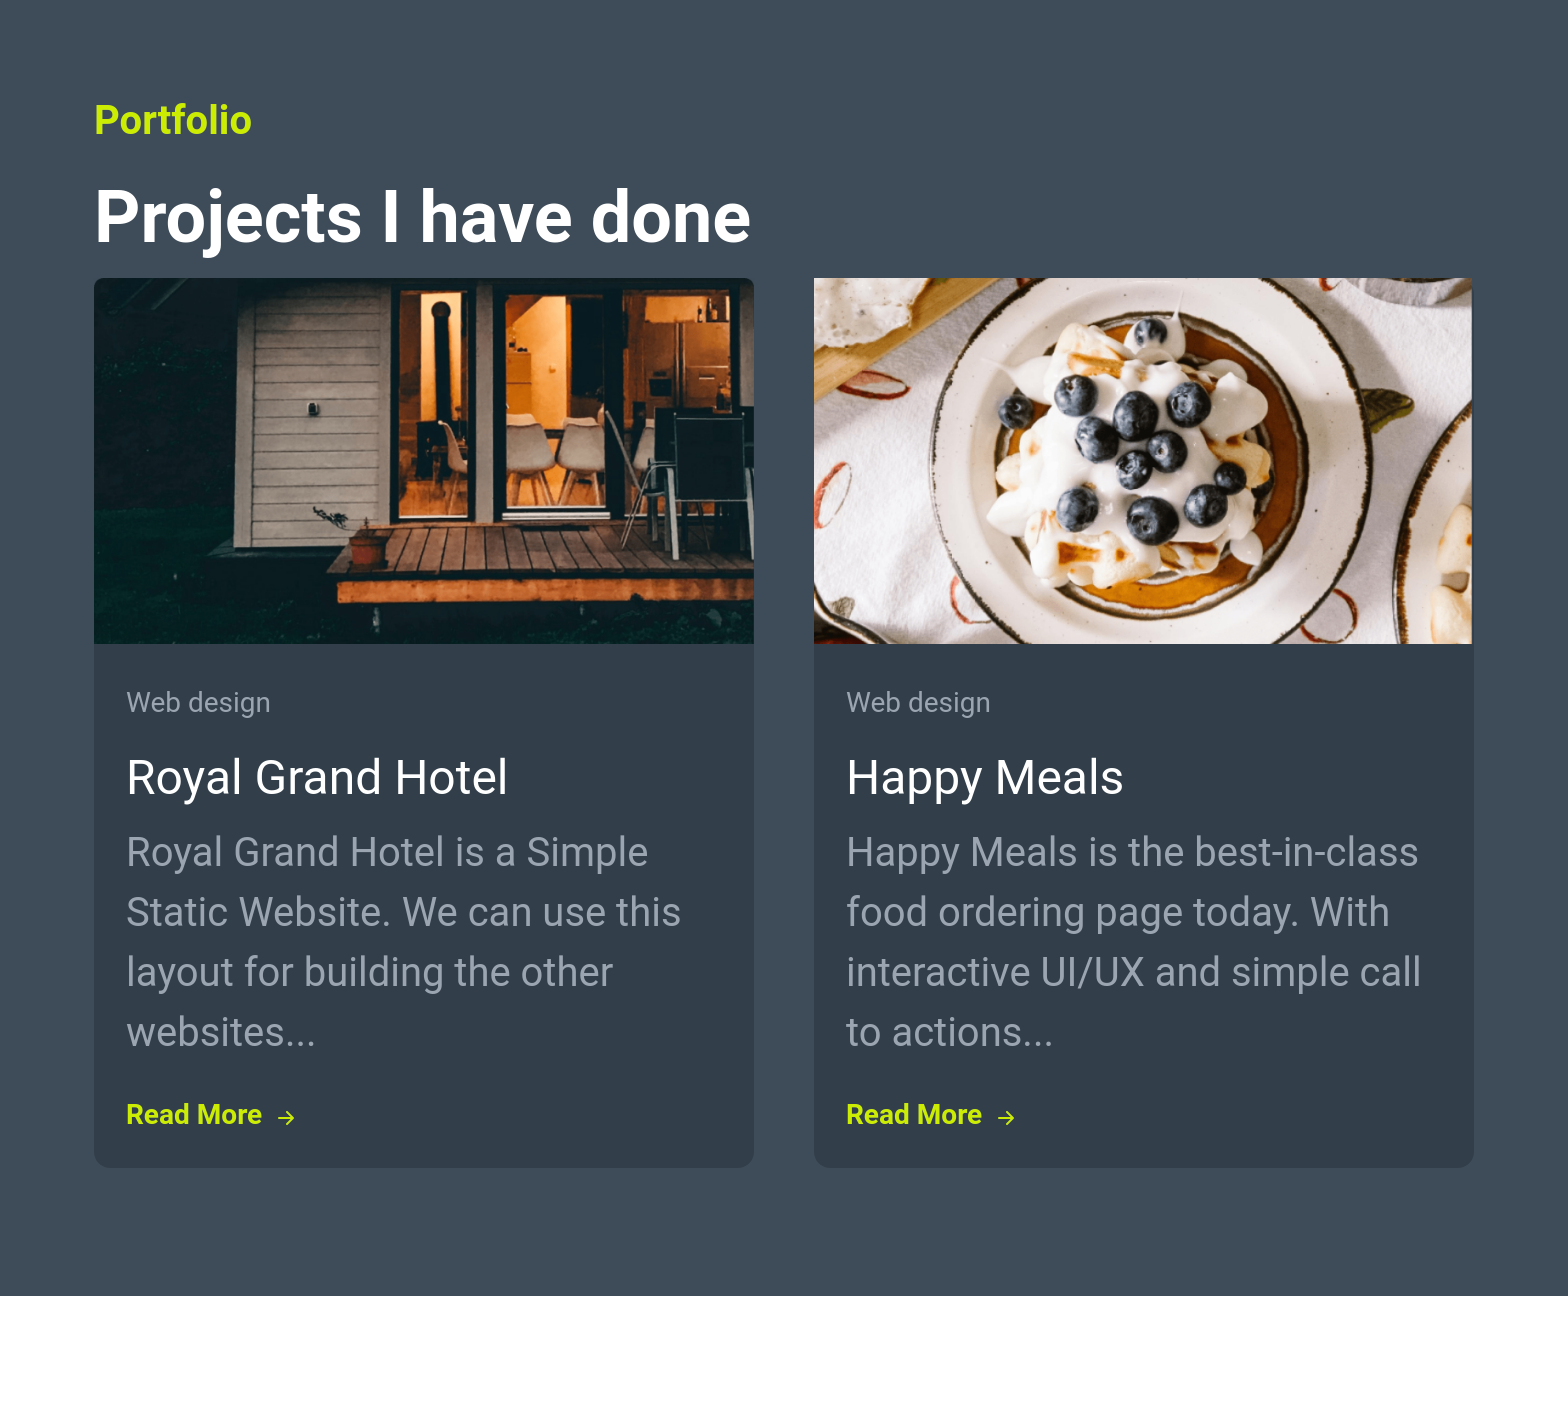 Portfolio
Projects I have done
Web design
Royal Grand Hotel
Royal Grand Hotel is a Simple
Static Website. We can use this
layout for building the other
websites...
Read More →
Web design
Happy Meals
Happy Meals is the best-in-class
food ordering page today. With
interactive UI/UX and simple call
to actions...
Read More →